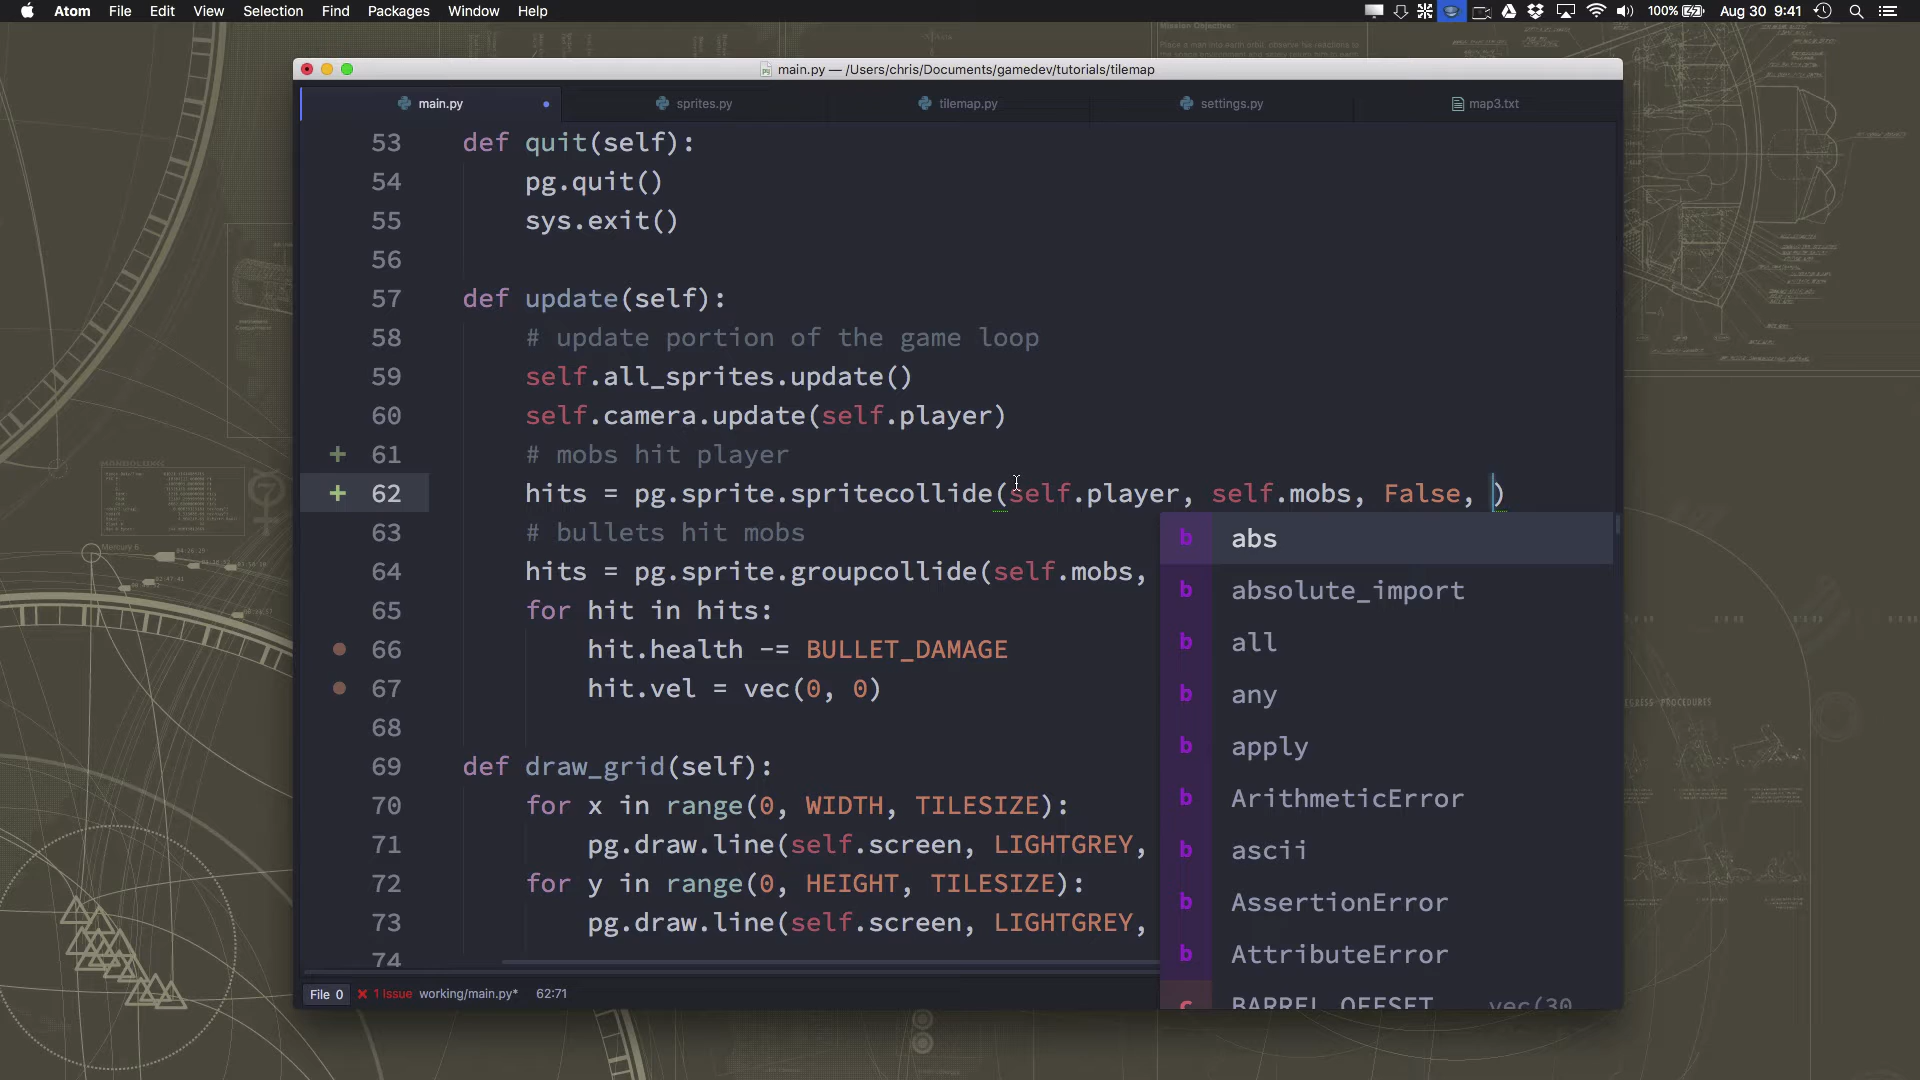 Atom File Edit View Selection Find Packages Window Help 100% Aug 30 9:41
main.py — /Users/chris/Documents/gamedev/tutorials/tilemap
main.py sprites.py tilemap.py settings.py map3.txt
53 def quit(self):
54 pg.quit()
55 sys.exit()
56
57 def update(self):
58 # update portion of the game loop
59 self.all_sprites.update()
60 self.camera.update(self.player)
+ 61 # mobs hit player
+ 62 hits = pg.sprite.spritecollide(self.player, self.mobs, False, )
63 # bullets hit mobs
64 hits = pg.sprite.groupcollide(self.mobs,
65 for hit in hits:
66 hit.health -= BULLET_DAMAGE
67 hit.vel = vec(0, 0)
68
69 def draw_grid(self):
70 for x in range(0, WIDTH, TILESIZE):
71 pg.draw.line(self.screen, LIGHTGREY,
72 for y in range(0, HEIGHT, TILESIZE):
73 pg.draw.line(self.screen, LIGHTGREY,
74
b abs
b absolute_import
b all
b any
b apply
b ArithmeticError
b ascii
b AssertionError
b AttributeError
c BARREL_OFFSET vec(30
File 0 1 Issue working/main.py* 62:71